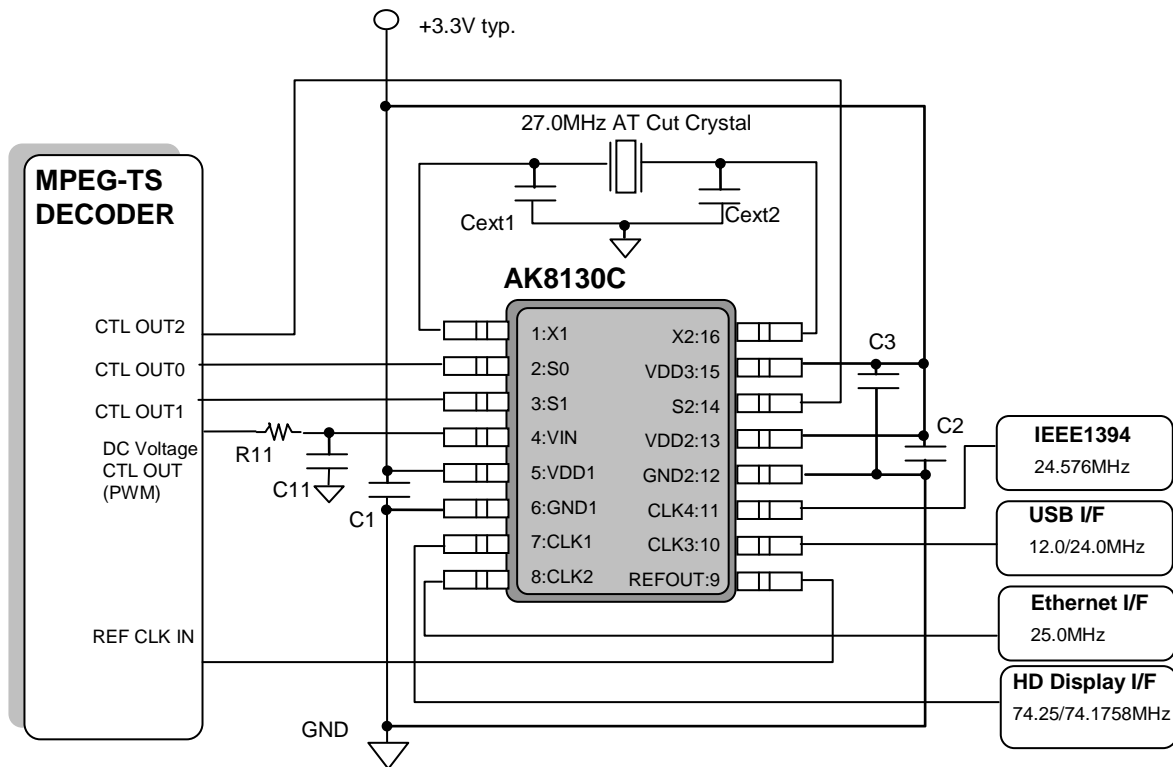 +3.3V typ.
27.0MHz AT Cut Crystal
MPEG-TS
DECODER
Cext1
Cext2
AK8130C
CTL OUT2
CTL OUT0
CTL OUT1
DC Voltage
CTL OUT
(PWM)
REF CLK IN
R11
C11
C1
1:X1
2:S0
3:S1
4:VIN
5:VDD1
6:GND1
7:CLK1
8:CLK2
X2:16
VDD3:15
S2:14
VDD2:13
GND2:12
CLK4:11
CLK3:10
REFOUT:9
C3
C2
IEEE1394
24.576MHz
USB I/F
12.0/24.0MHz
Ethernet I/F
25.0MHz
HD Display I/F
74.25/74.1758MHz
GND